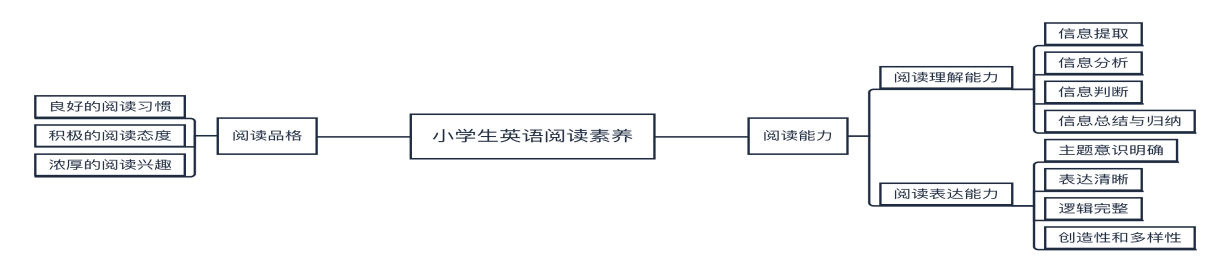 小学生英语阅读素养
阅读品格
良好的阅读习惯
积极的阅读态度
浓厚的阅读兴趣
阅读能力
阅读理解能力
信息提取
信息分析
信息判断
信息总结与归纳
阅读表达能力
主题意识明确
表达清晰
逻辑完整
创造性和多样性